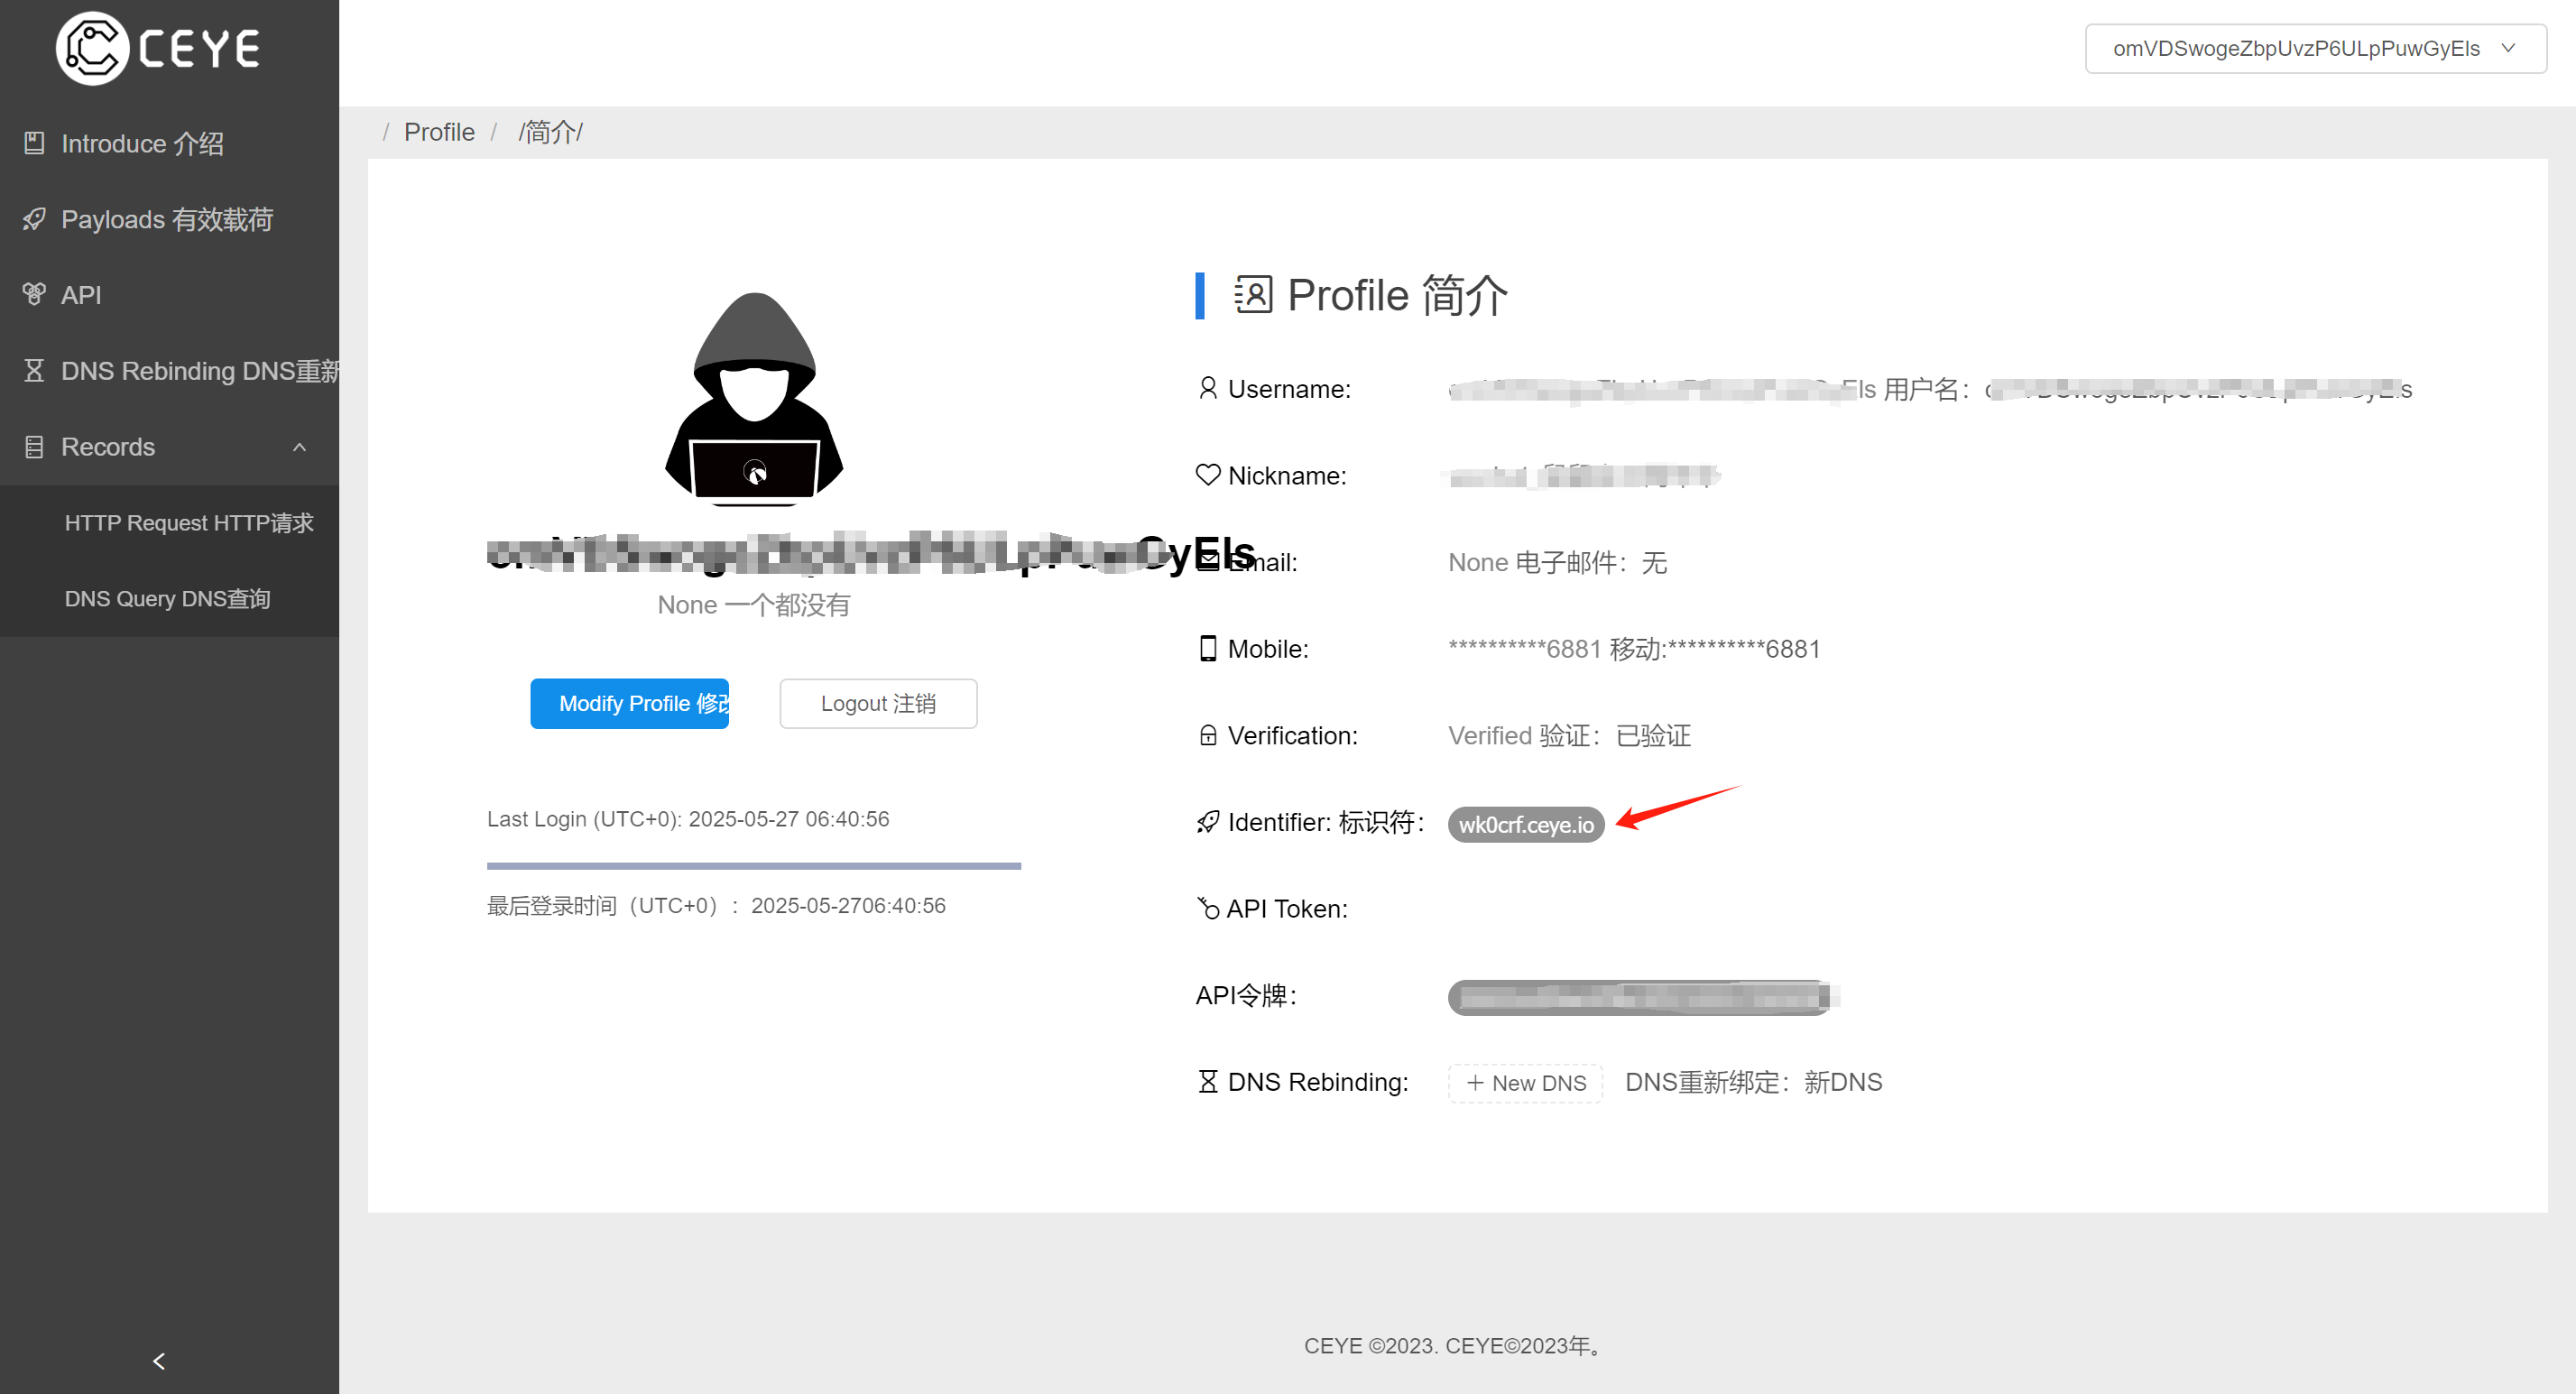 CEYE
omVDSwogeZbpUvzP6ULpPuwGyEls
Introduce 介绍
Payloads 有效载荷
API
DNS Rebinding DNS重新
Records
HTTP Request HTTP请求
DNS Query DNS查询
/ Profile / /简介/
None 一个都没有
Modify Profile 修改
Logout 注销
Last Login (UTC+0): 2025-05-27 06:40:56
最后登录时间（UTC+0）：2025-05-2706:40:56
Profile 简介
Username: 用户名：
Nickname:
Email: None 电子邮件：无
Mobile: **********6881 移动:**********6881
Verification: Verified 验证：已验证
Identifier: 标识符： wk0crf.ceye.io
API Token:
API令牌：
DNS Rebinding: + New DNS DNS重新绑定：新DNS
CEYE ©2023. CEYE©2023年。